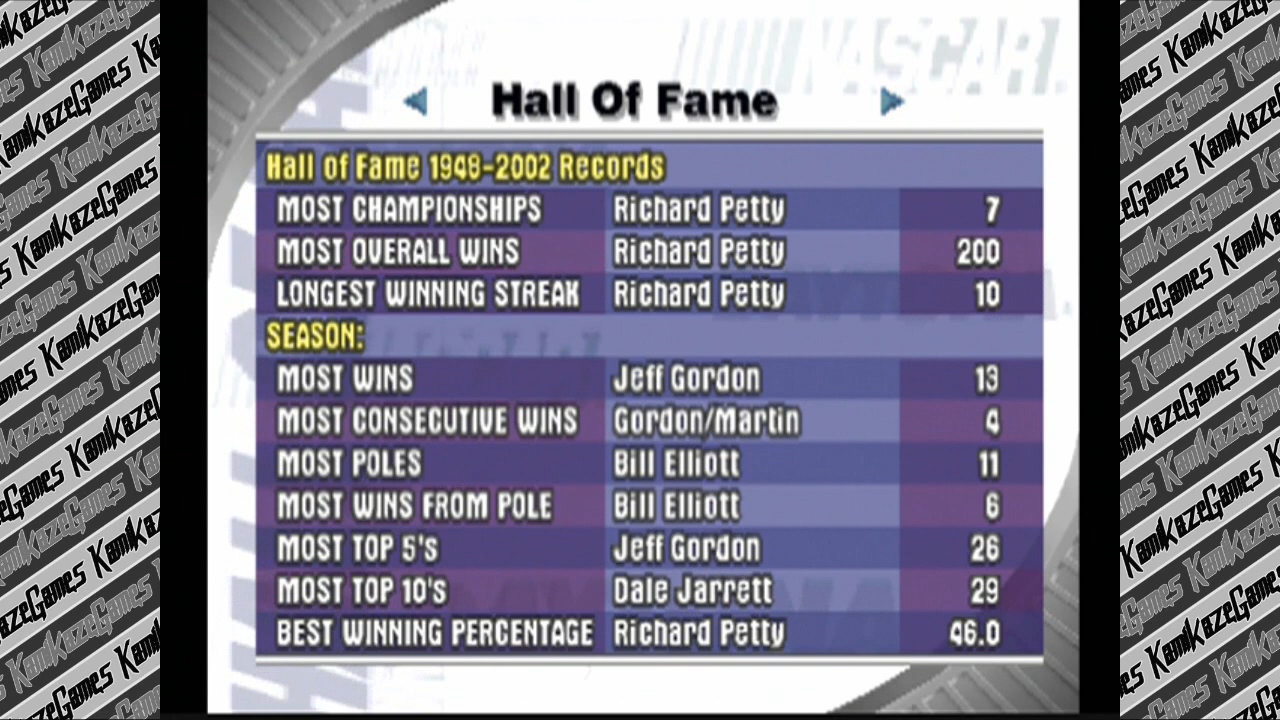 NASCAR
Hall Of Fame
Hall of Fame 1948-2002 Records
MOST CHAMPIONSHIPS Richard Petty 7
MOST OVERALL WINS Richard Petty 200
LONGEST WINNING STREAK Richard Petty 10
SEASON:
MOST WINS Jeff Gordon 13
MOST CONSECUTIVE WINS Gordon/Martin 4
MOST POLES Bill Elliott 11
MOST WINS FROM POLE Bill Elliott 6
MOST TOP 5's Jeff Gordon 26
MOST TOP 10's Dale Jarrett 29
BEST WINNING PERCENTAGE Richard Petty 46.0
KamikazeGames